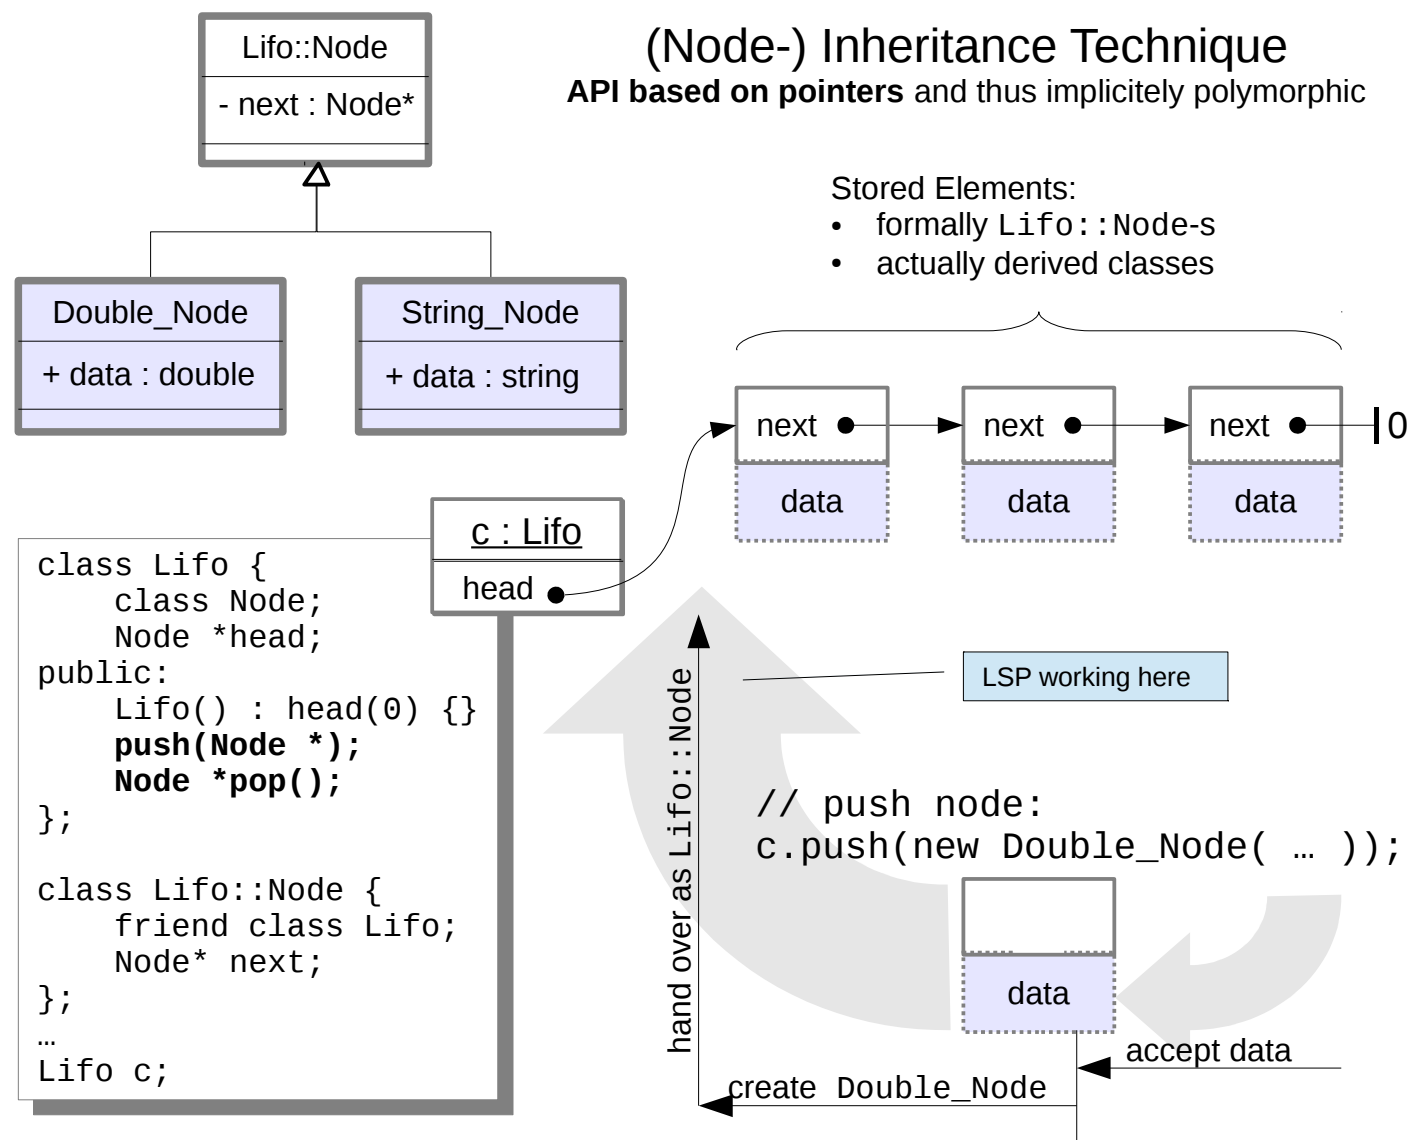 Lifo::Node
- next : Node*
(Node-) Inheritance Technique
API based on pointers and thus implicitely polymorphic
Stored Elements:
• formally Lifo::Node-s
• actually derived classes
Double_Node
+ data : double
String_Node
+ data : string
next
next
next
0
data
data
data
c : Lifo
head
class Lifo {
    class Node;
    Node *head;
public:
    Lifo() : head(0) {}
    push(Node *);
    Node *pop();
};
class Lifo::Node {
    friend class Lifo;
    Node* next;
};
…
Lifo c;
hand over as Lifo::Node
LSP working here
// push node:
c.push(new Double_Node( … ));
data
accept data
create Double_Node